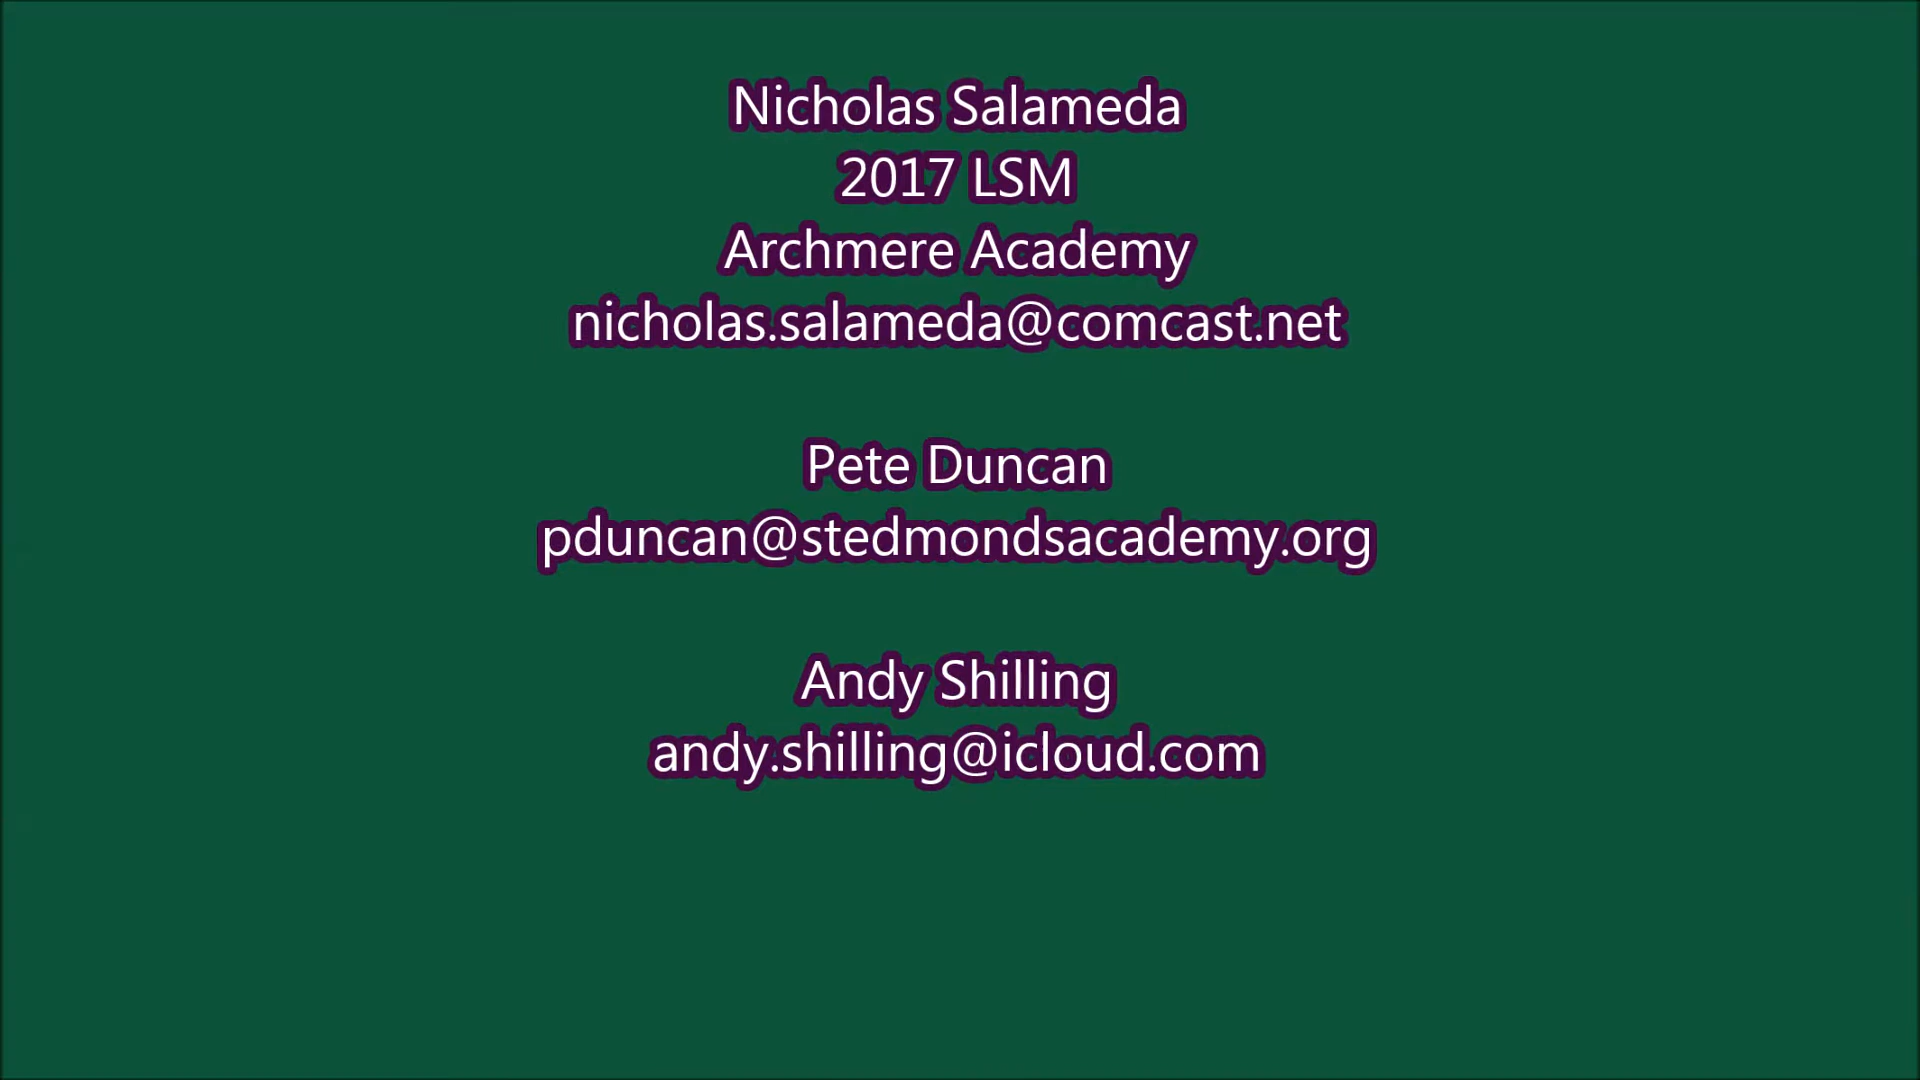 Nicholas Salameda
2017 LSM
Archmere Academy
nicholas.salameda@comcast.net
Pete Duncan
pduncan@stedmondsacademy.org
Andy Shilling
andy.shilling@icloud.com